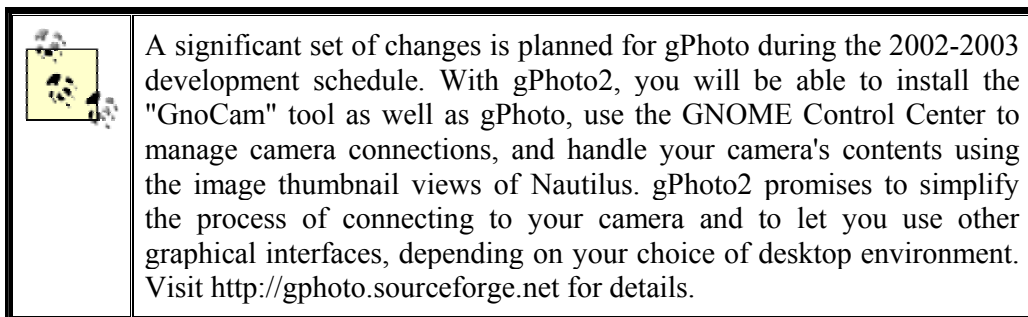 A significant set of changes is planned for gPhoto during the 2002-2003
development schedule. With gPhoto2, you will be able to install the
"GnoCam" tool as well as gPhoto, use the GNOME Control Center to
manage camera connections, and handle your camera's contents using
the image thumbnail views of Nautilus. gPhoto2 promises to simplify
the process of connecting to your camera and to let you use other
graphical interfaces, depending on your choice of desktop environment.
Visit http://gphoto.sourceforge.net for details.